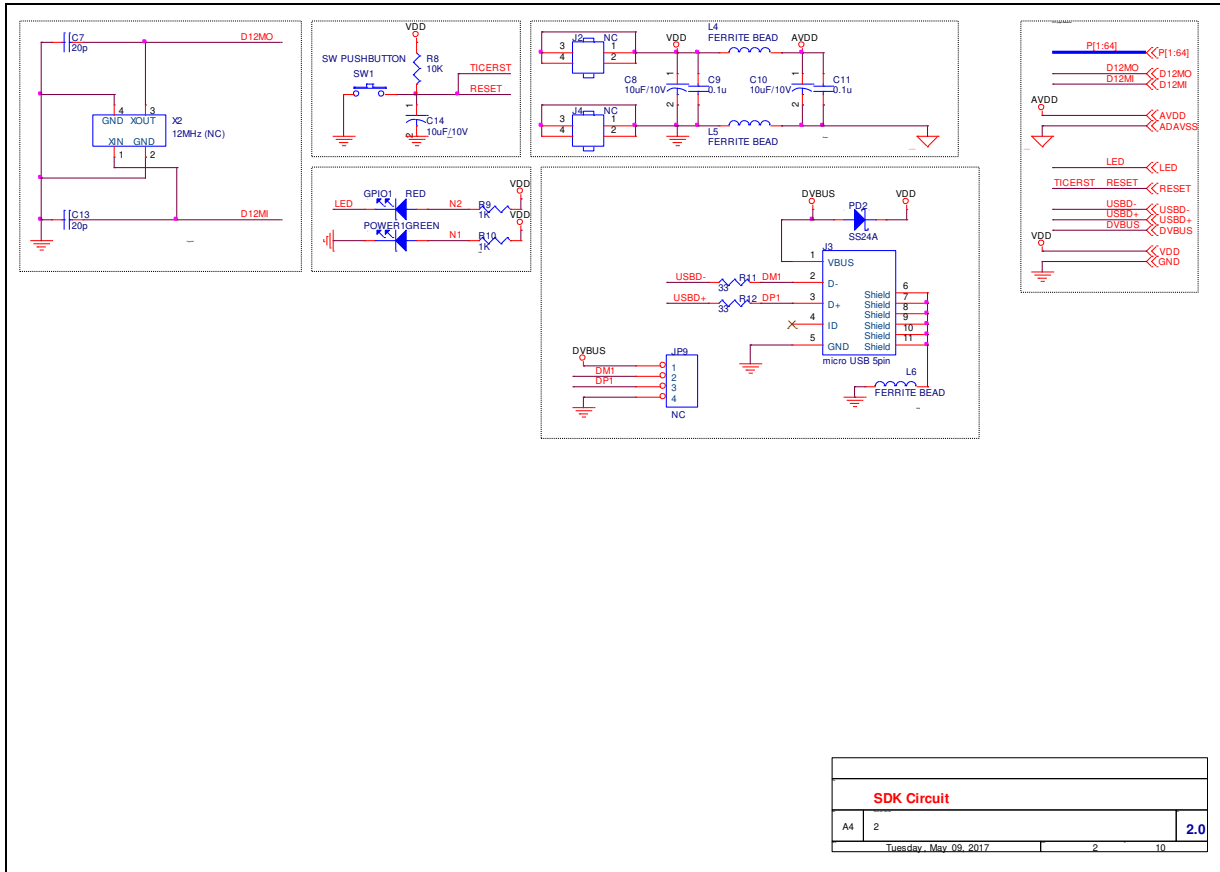 C7
20p
D12MO
4 3
GND XOUT
X2
12MHz (NC)
XIN GND
1 2
C13
20p
D12MI
VDD
R8
10K
SW PUSHBUTTON
SW1
TICERST
RESET
1
C14
10uF/10V
2
J2 NC
3 1
4 2
VDD
L4
FERRITE BEAD
AVDD
C8
10uF/10V
1
2
C9
0.1u
C10
10uF/10V
1
2
C11
0.1u
J4 NC
3 1
4 2
L5
FERRITE BEAD
P[1:64] P[1:64]
D12MO D12MO
D12MI D12MI
AVDD
AVDD
ADAVSS
LED LED
TICERST RESET RESET
USBD- USBD-
USBD+ USBD+
DVBUS DVBUS
VDD
VDD
GND
GPIO1 RED
LED N2 R9
1K
VDD
POWER1GREEN
N1 R10
1K
VDD
DVBUS VDD
PD2
SS24A
J3
1 VBUS
USBD- R11 DM1 2 D-
33
USBD+ R12 DP1 3 D+
33
4 ID
5 GND
Shield 6
Shield 7
Shield 8
Shield 9
Shield 10
Shield 11
micro USB 5pin
L6
FERRITE BEAD
DVBUS
JP9
1
DM1 2
DP1 3
4
NC
SDK Circuit
A4 2 2.0
Tuesday, May 09, 2017 2 10